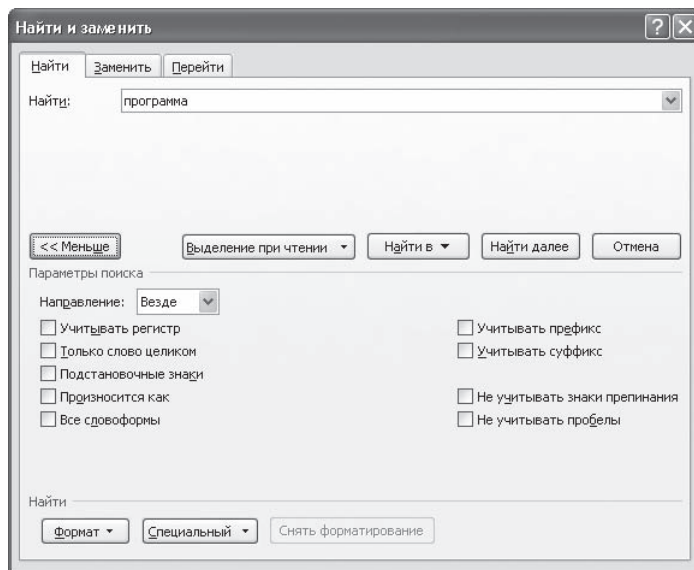 Найти и заменить
Найти Заменить Перейти
Найти: программа
<< Меньше Выделение при чтении Найти в Найти далее Отмена
Параметры поиска
Направление: Везде
Учитывать регистр Учитывать префикс
Только слово целиком Учитывать суффикс
Подстановочные знаки
Произносится как Не учитывать знаки препинания
Все словоформы Не учитывать пробелы
Найти
Формат Специальный Снять форматирование